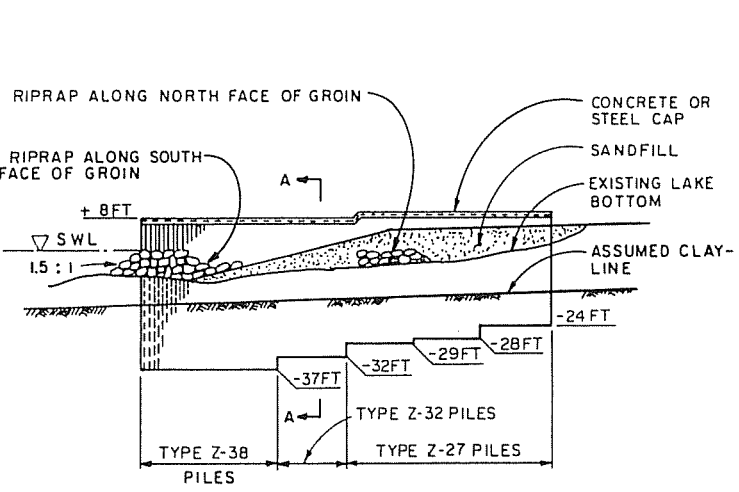 RIPRAP ALONG NORTH FACE OF GROIN
CONCRETE OR
STEEL CAP
RIPRAP ALONG SOUTH
FACE OF GROIN
SANDFILL
A
EXISTING LAKE
BOTTOM
+ 8FT
SWL
ASSUMED CLAY-
LINE
1.5 : 1
-24 FT
-28FT
-29FT
-32FT
-37FT
A
TYPE Z-32 PILES
TYPE Z-38
PILES
TYPE Z-27 PILES